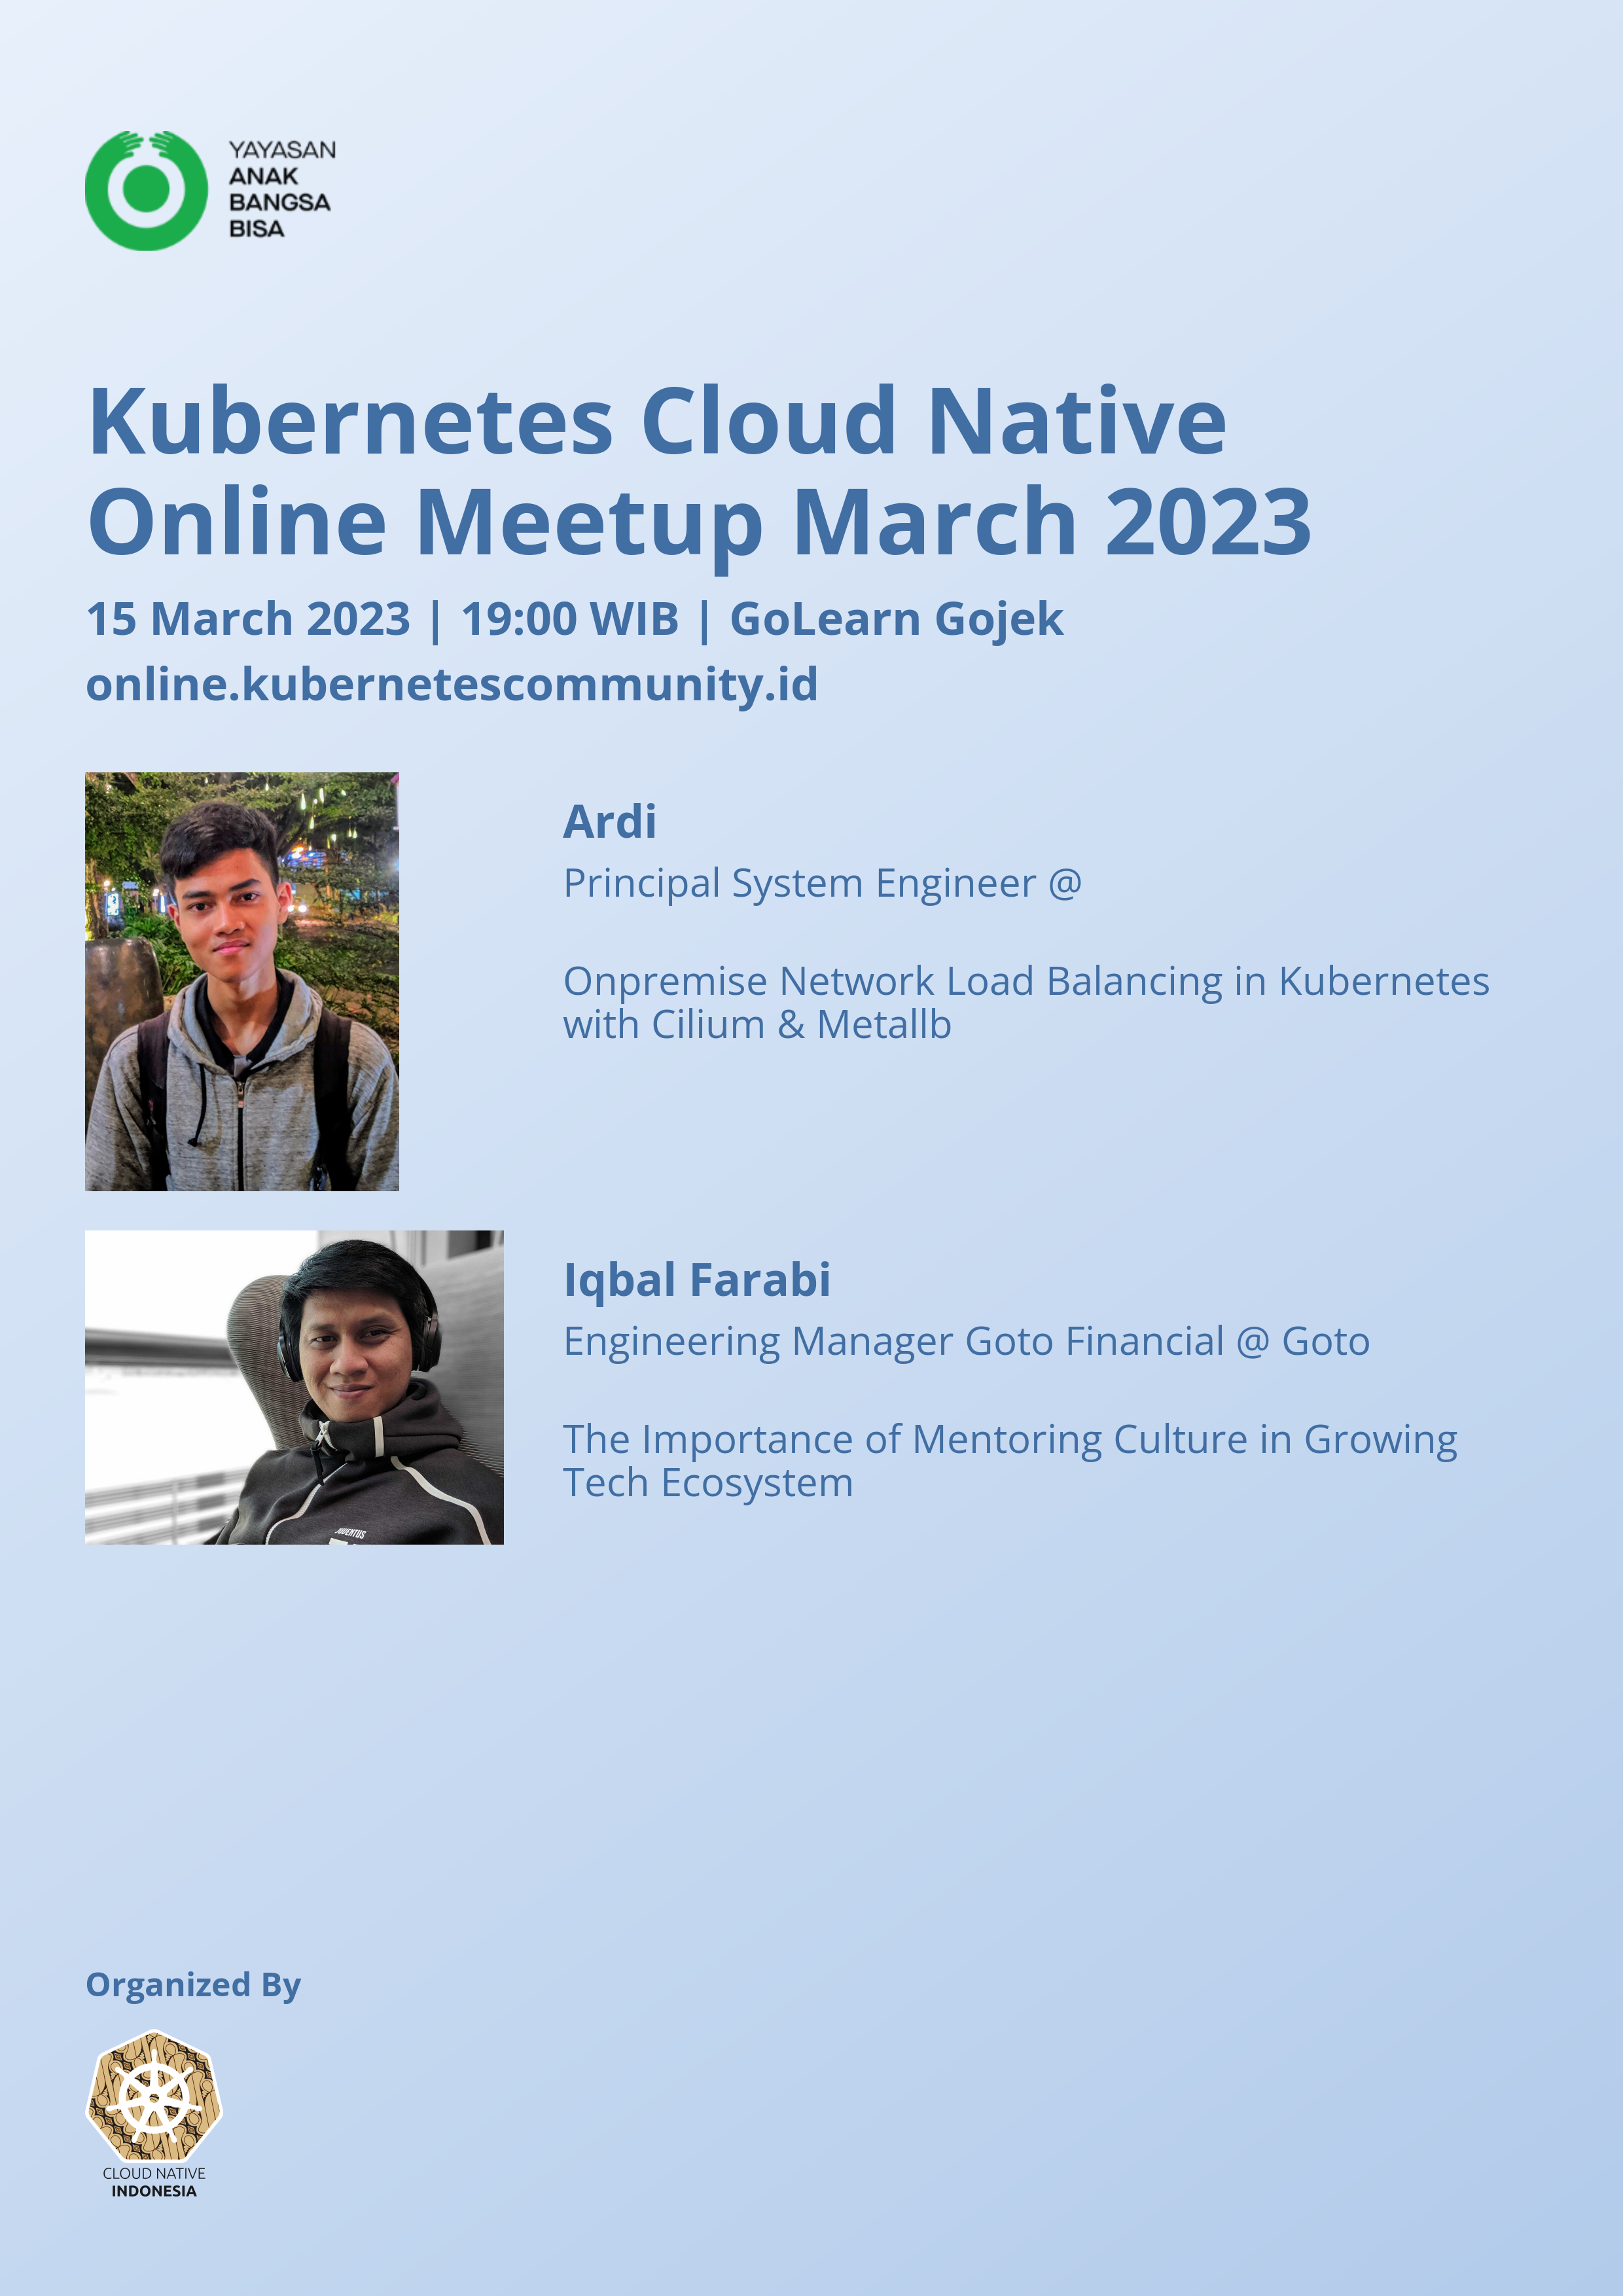 YAYASAN
ANAK
BANGSA
BISA
Kubernetes Cloud Native
Online Meetup March 2023
15 March 2023 | 19:00 WIB | GoLearn Gojek
online.kubernetescommunity.id
Ardi
Principal System Engineer @
Onpremise Network Load Balancing in Kubernetes
with Cilium & Metallb
Iqbal Farabi
Engineering Manager Goto Financial @ Goto
The Importance of Mentoring Culture in Growing
Tech Ecosystem
JUVENTUS
Organized By
CLOUD NATIVE
INDONESIA